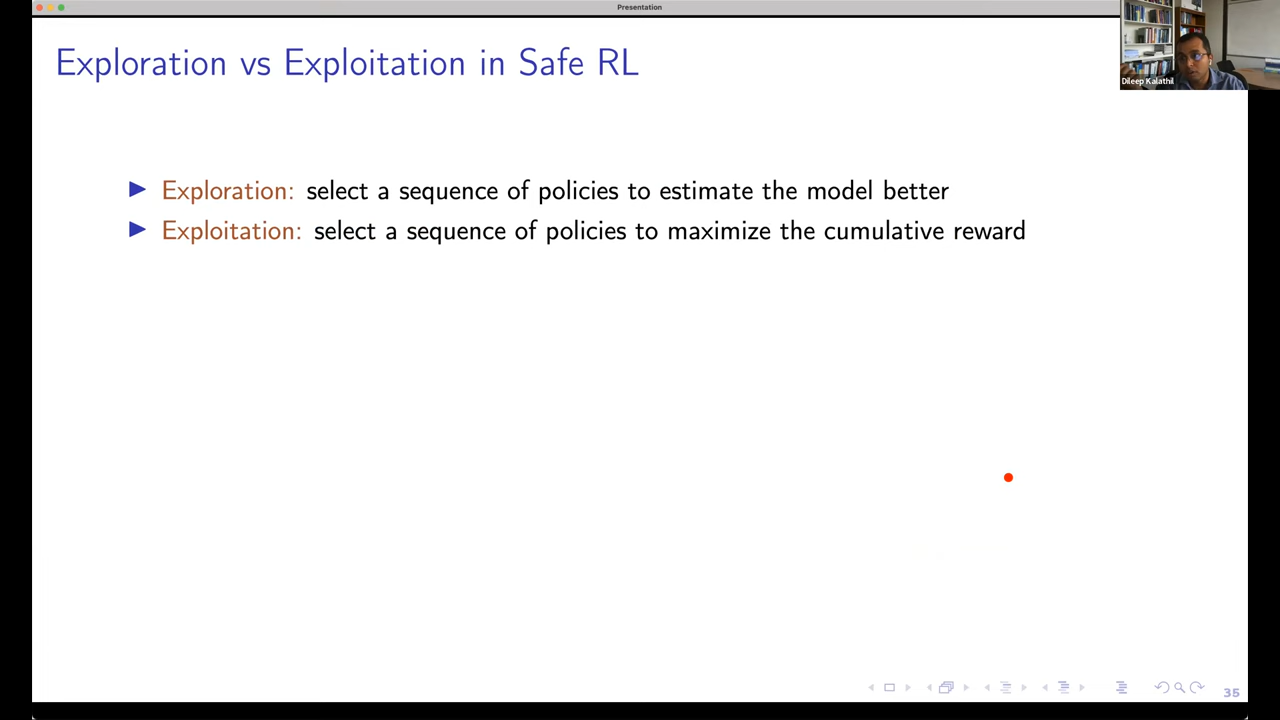 Presentation
Exploration vs Exploitation in Safe RL
Dileep Kalathil
Exploration: select a sequence of policies to estimate the model better
Exploitation: select a sequence of policies to maximize the cumulative reward
35